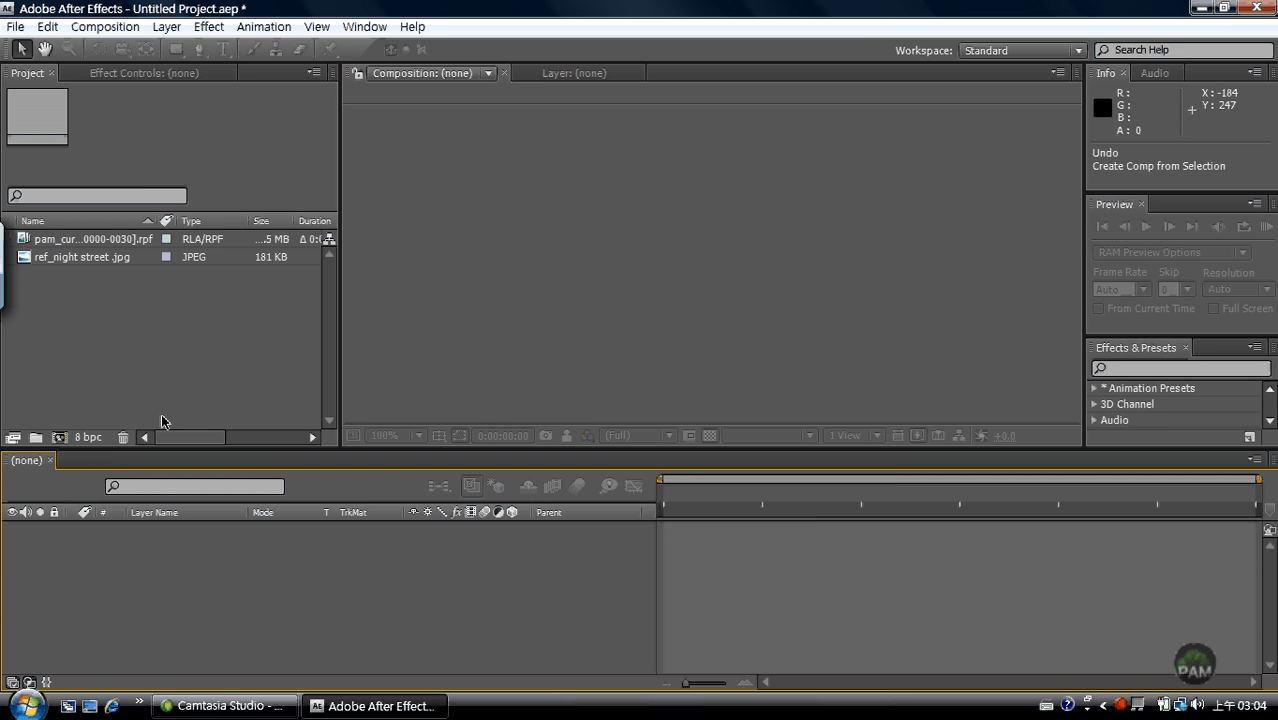 Adobe After Effects - Untitled Project.aep *
File Edit Composition Layer Effect Animation View Window Help
Workspace: Standard Search Help
Project Effect Controls: (none) Composition: (none) Layer: (none) Info Audio
R: X: -184
G: Y: 247
B:
A: 0
Undo
Create Comp from Selection
Preview
Name Type Size Duration
pam_cur...0000-0030].rpf RLA/RPF ....5 MB Δ 0:(
ref_night street .jpg JPEG 181 KB
RAM Preview Options
Frame Rate Skip Resolution
Auto 0 Auto
From Current Time Full Screen
Effects & Presets
* Animation Presets
3D Channel
Audio
8 bpc 100% 0:00:00:00 (Full) 1 View +0.0
(none)
# Layer Name Mode T TrkMat fx Parent
PAM
Camtasia Studio - ... Ae Adobe After Effect... 上午 03:04